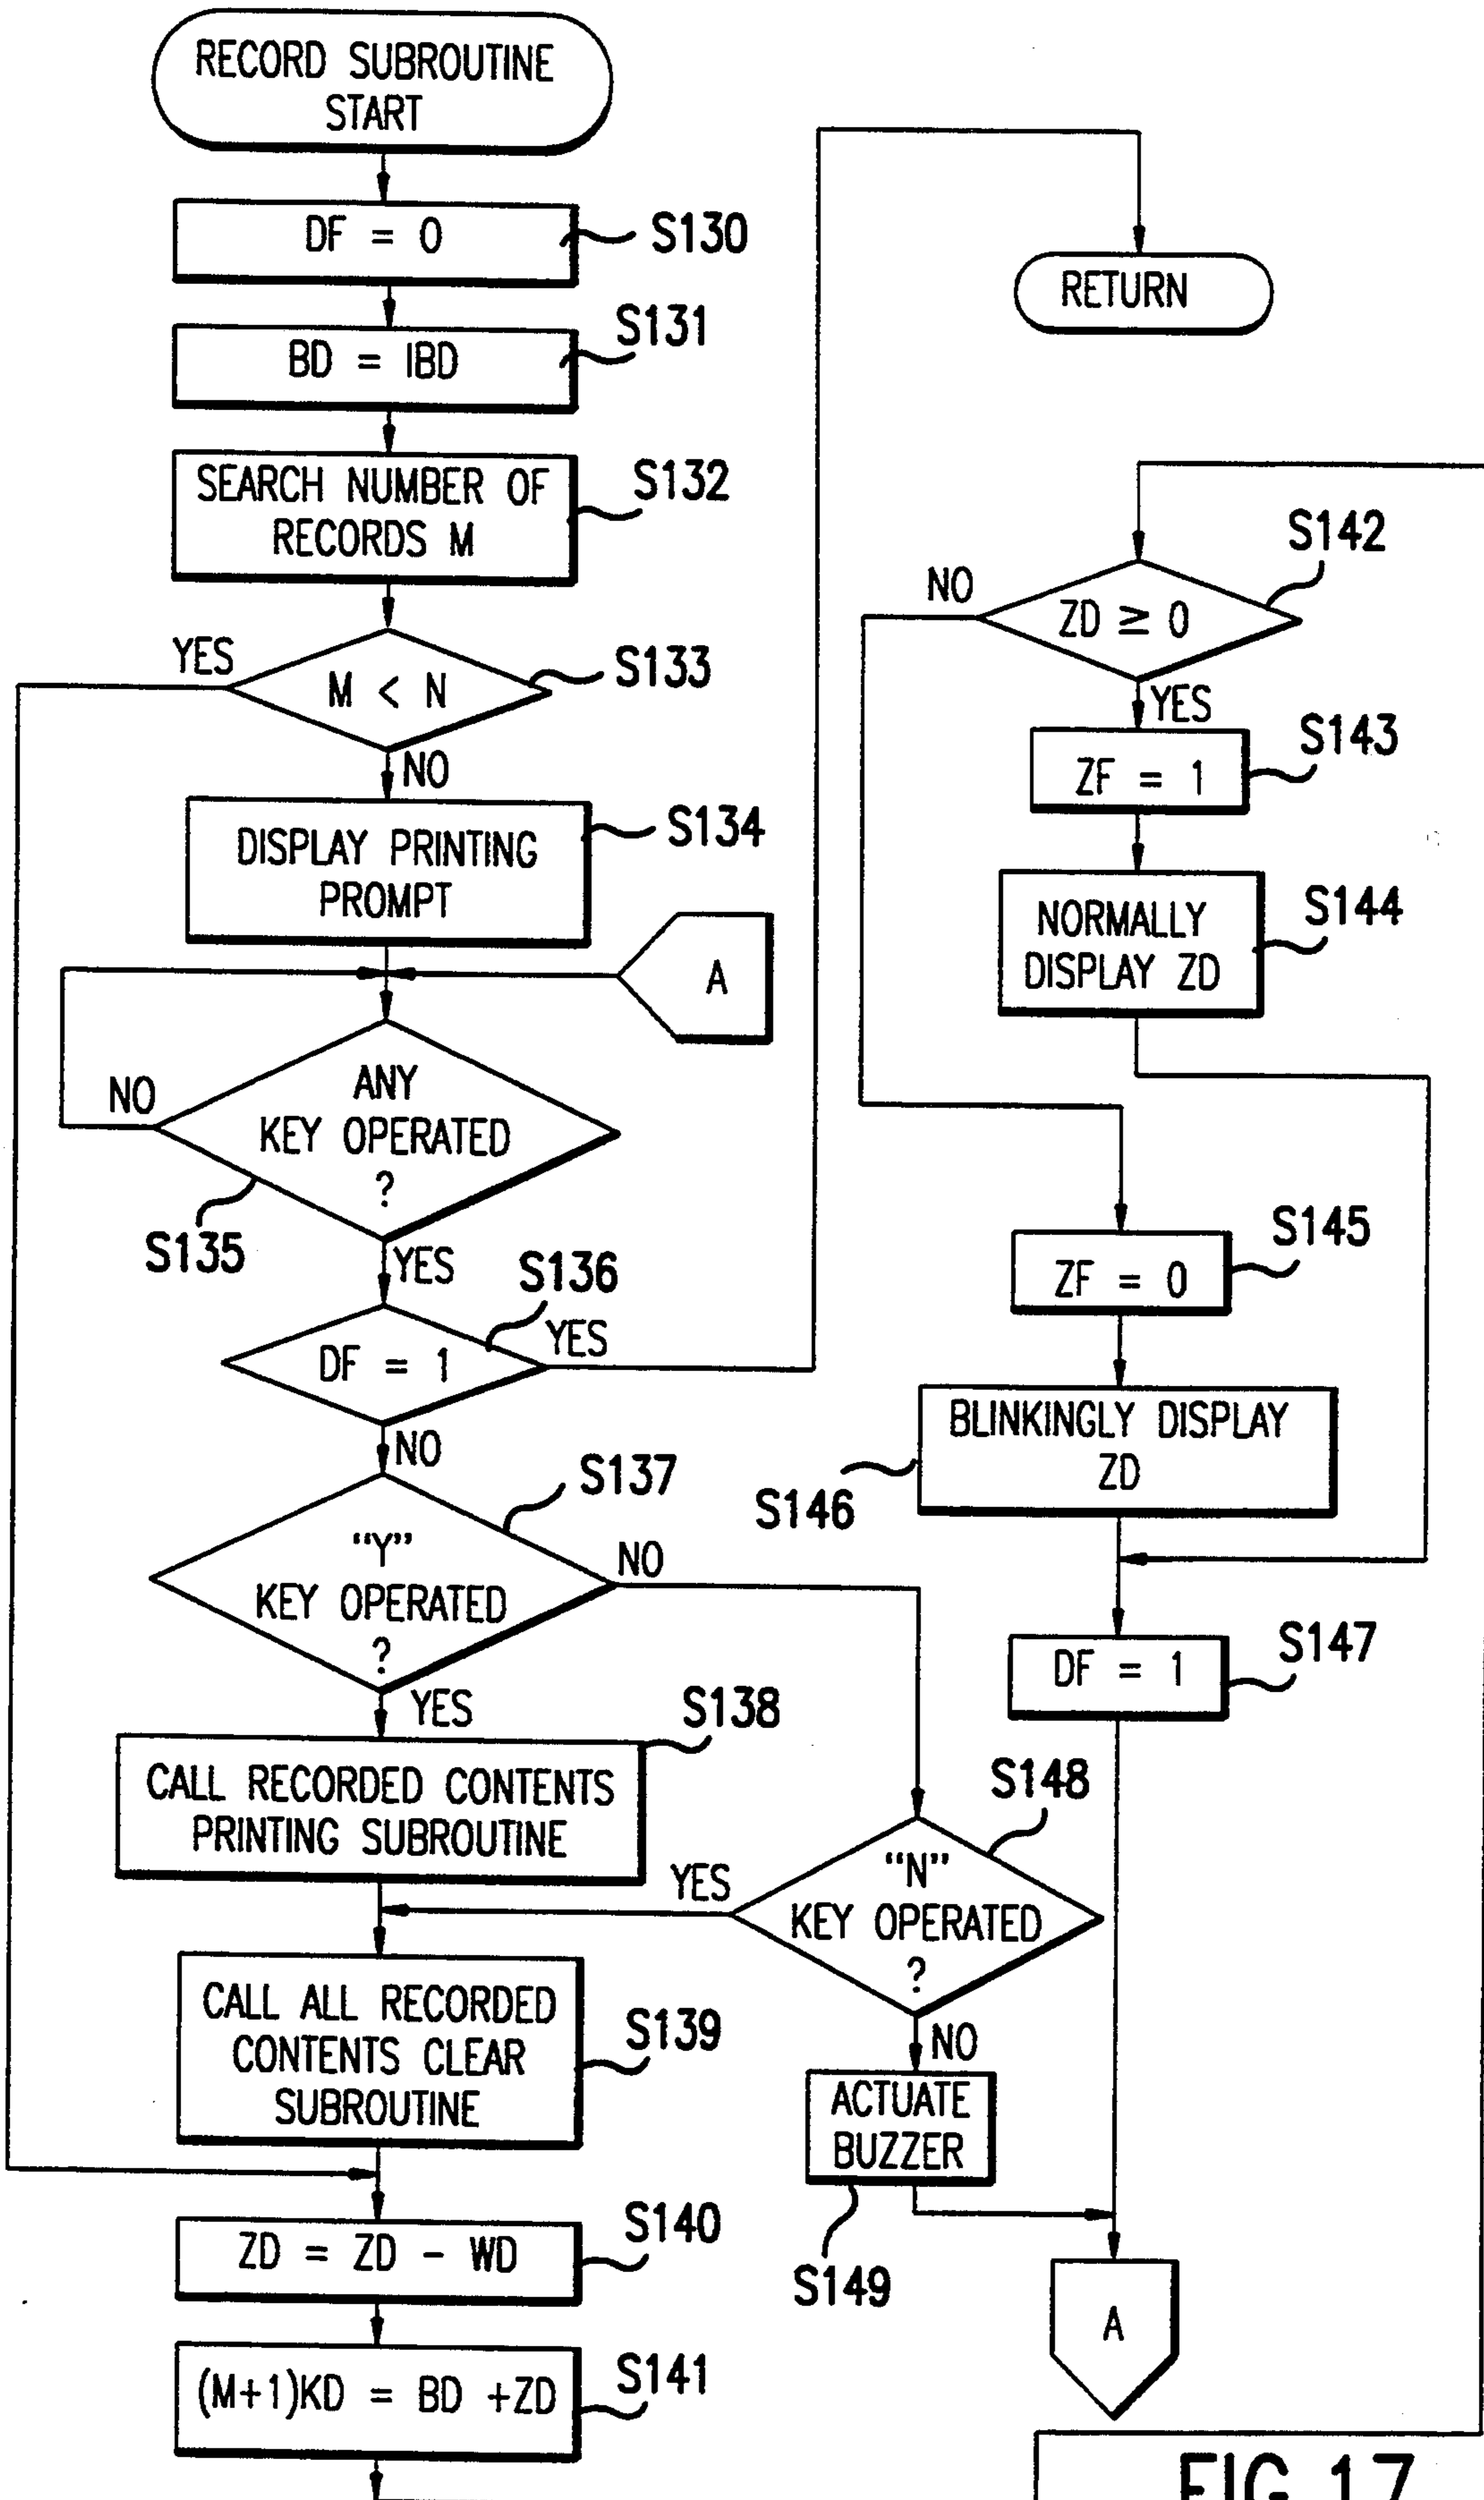 RECORD SUBROUTINE
START
DF = 0
S130
BD = IBD
S131
SEARCH NUMBER OF
RECORDS M
S132
YES
M < N
S133
NO
DISPLAY PRINTING
PROMPT
S134
A
NO
ANY
KEY OPERATED
?
S135
YES
S136
DF = 1
YES
NO
S137
"Y"
KEY OPERATED
?
NO
YES
S138
CALL RECORDED CONTENTS
PRINTING SUBROUTINE
CALL ALL RECORDED
CONTENTS CLEAR
SUBROUTINE
S139
ZD = ZD - WD
S140
(M+1)KD = BD +ZD
S141
RETURN
S142
NO
ZD ≥ 0
YES
S143
ZF = 1
NORMALLY
DISPLAY ZD
S144
S145
ZF = 0
BLINKINGLY DISPLAY
ZD
S146
DF = 1
S147
S148
YES
"N"
KEY OPERATED
?
NO
ACTUATE
BUZZER
S149
A
FIG. 17